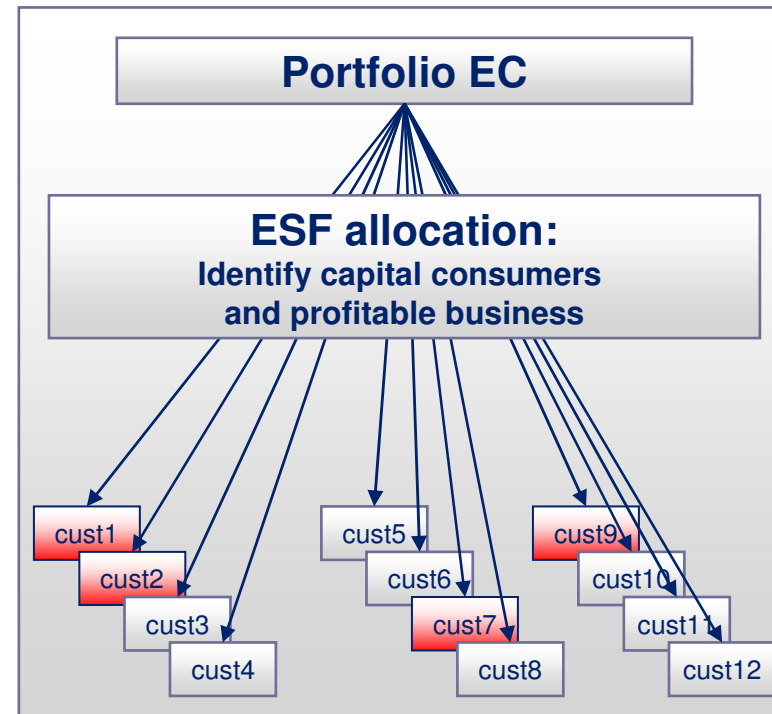 Portfolio EC
ESF allocation:
Identify capital consumers
and profitable business
cust1
cust2
cust3
cust4
cust5
cust6
cust7
cust8
cust9
cust10
cust11
cust12